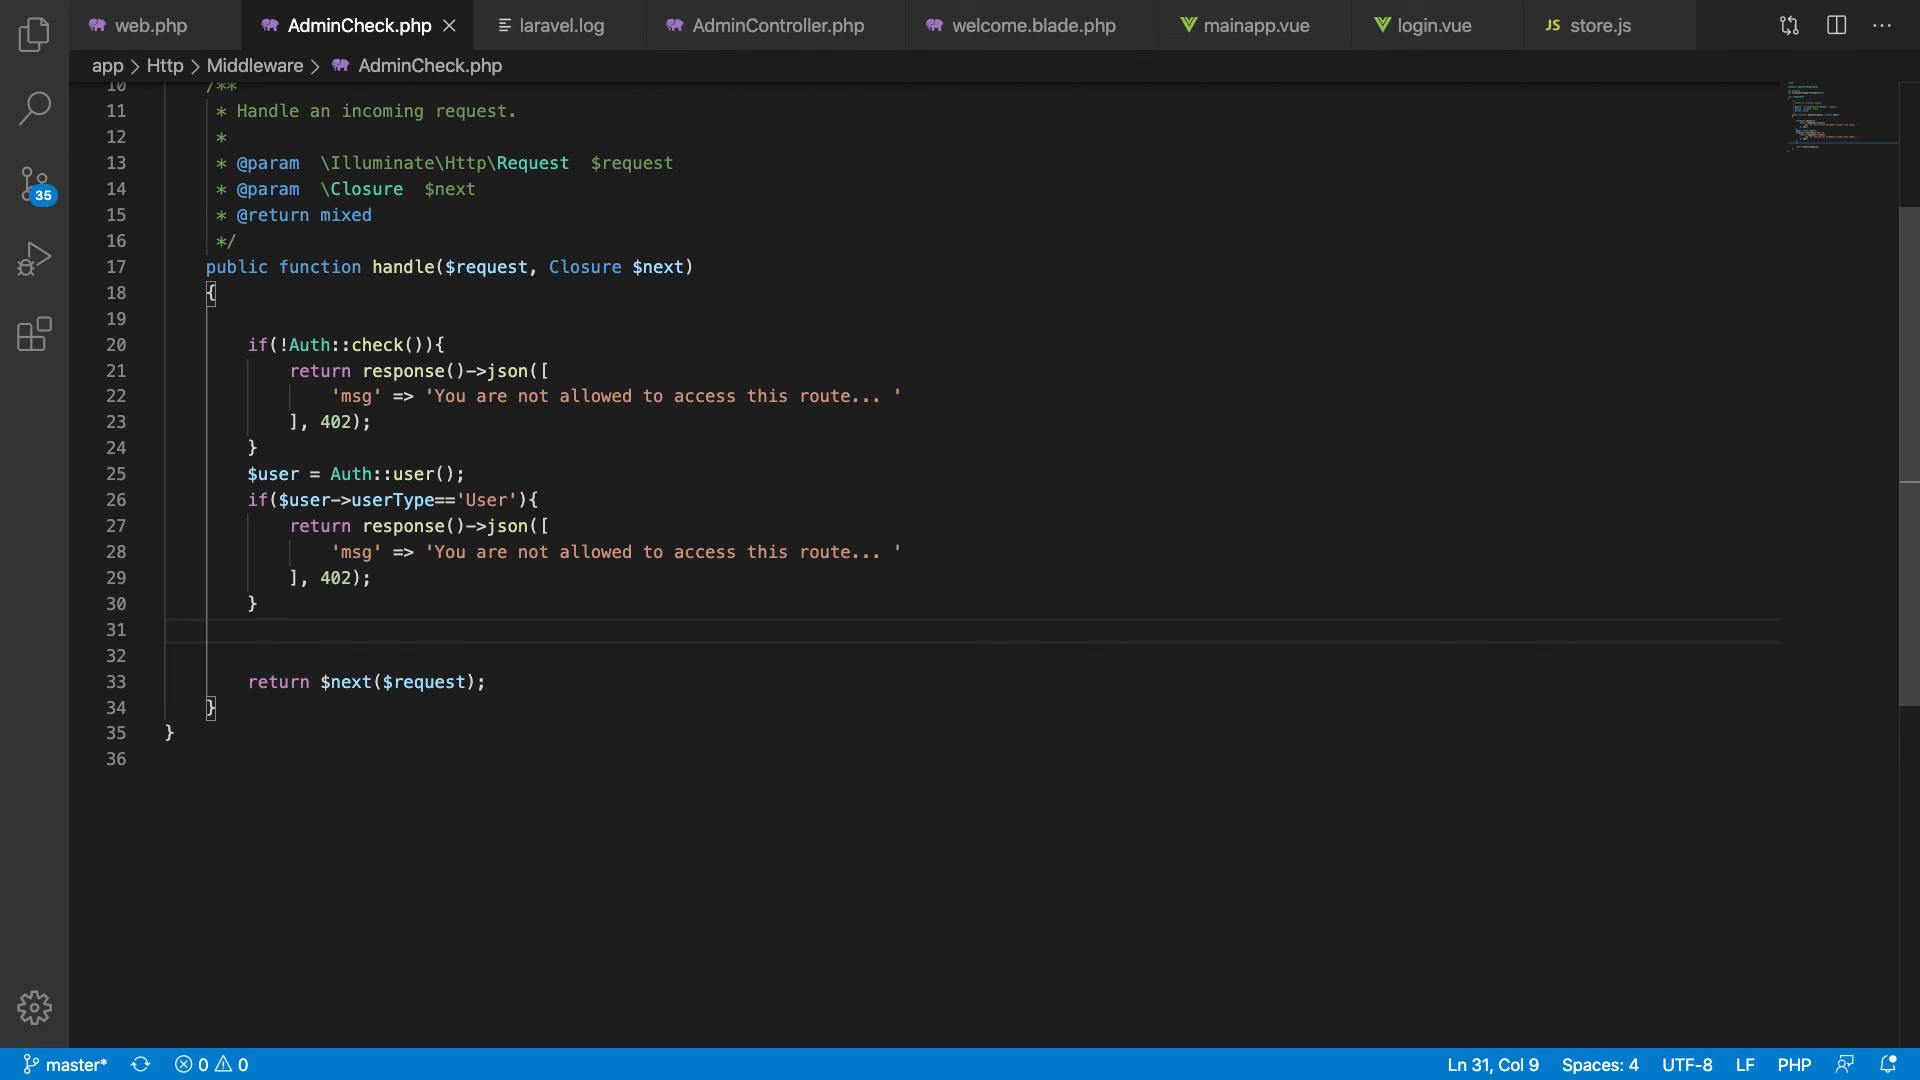 web.php AdminCheck.php laravel.log AdminController.php welcome.blade.php mainapp.vue login.vue JS store.js
app > Http > Middleware > AdminCheck.php
10 /**
11 * Handle an incoming request.
12 *
13 * @param \Illuminate\Http\Request $request
14 * @param \Closure $next
15 * @return mixed
16 */
17 public function handle($request, Closure $next)
18 {
19
20 if(!Auth::check()){
21 return response()->json([
22 'msg' => 'You are not allowed to access this route... '
23 ], 402);
24 }
25 $user = Auth::user();
26 if($user->userType=='User'){
27 return response()->json([
28 'msg' => 'You are not allowed to access this route... '
29 ], 402);
30 }
31
32
33 return $next($request);
34 }
35 }
36
35
master* 0 0 Ln 31, Col 9 Spaces: 4 UTF-8 LF PHP